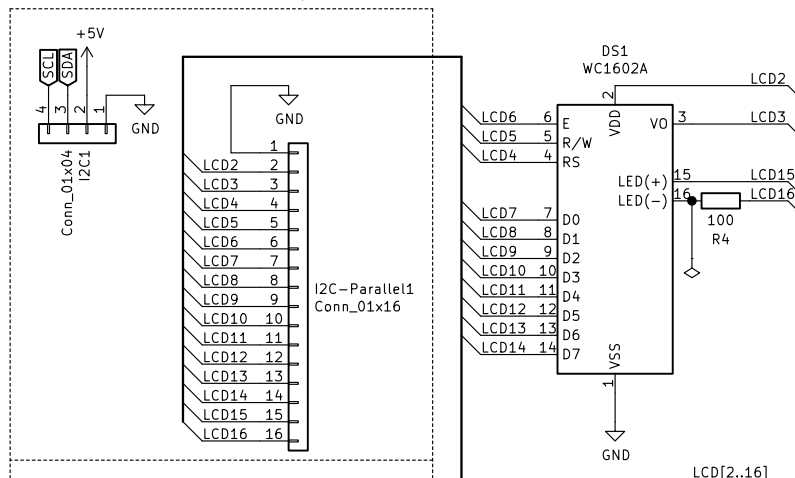 +5V
SCL
SDA
4
3
2
1
GND
Conn_01x04
I2C1
GND
1
LCD2 2
LCD3 3
LCD4 4
LCD5 5
LCD6 6
LCD7 7
LCD8 8
LCD9 9
LCD10 10
LCD11 11
LCD12 12
LCD13 13
LCD14 14
LCD15 15
LCD16 16
I2C-Parallel1
Conn_01x16
DS1
WC1602A
2
LCD2
VDD
LCD6 6 E
LCD5 5 R/W
LCD4 4 RS
VO 3 LCD3
LED(+) 15 LCD15
LED(-) 16 LCD16
100
R4
LCD7 7 D0
LCD8 8 D1
LCD9 9 D2
LCD10 10 D3
LCD11 11 D4
LCD12 12 D5
LCD13 13 D6
LCD14 14 D7
VSS
1
GND
LCD[2..16]